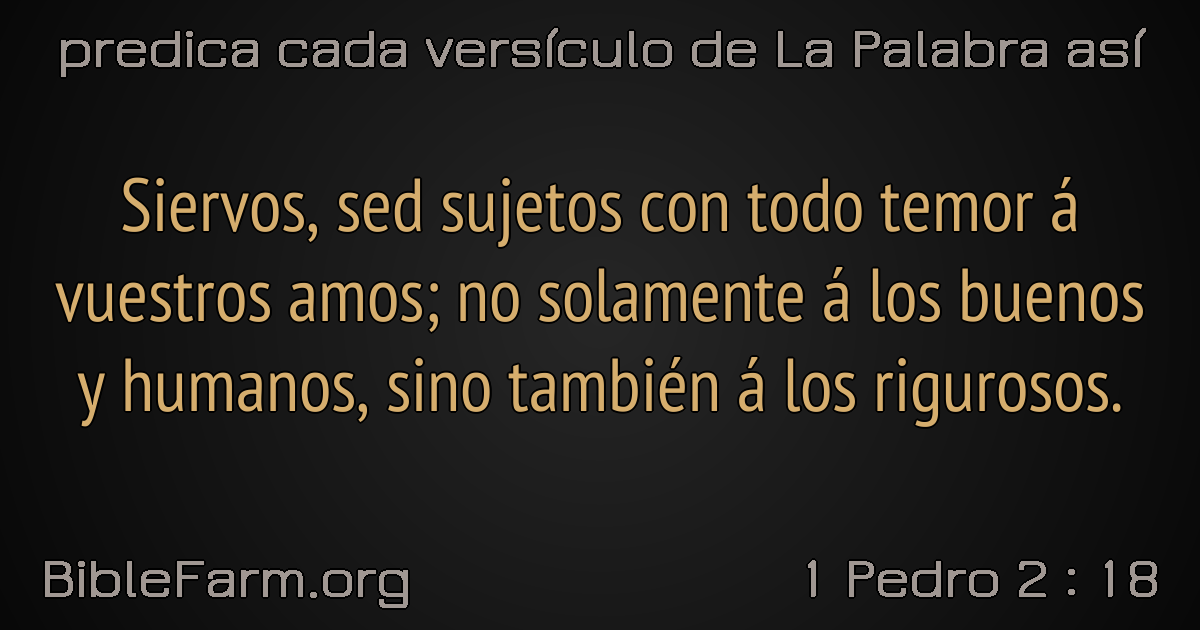 predica cada versículo de La Palabra así
Siervos, sed sujetos con todo temor á
vuestros amos; no solamente á los buenos
y humanos, sino también á los rigurosos.
BibleFarm.org
1 Pedro 2 : 18